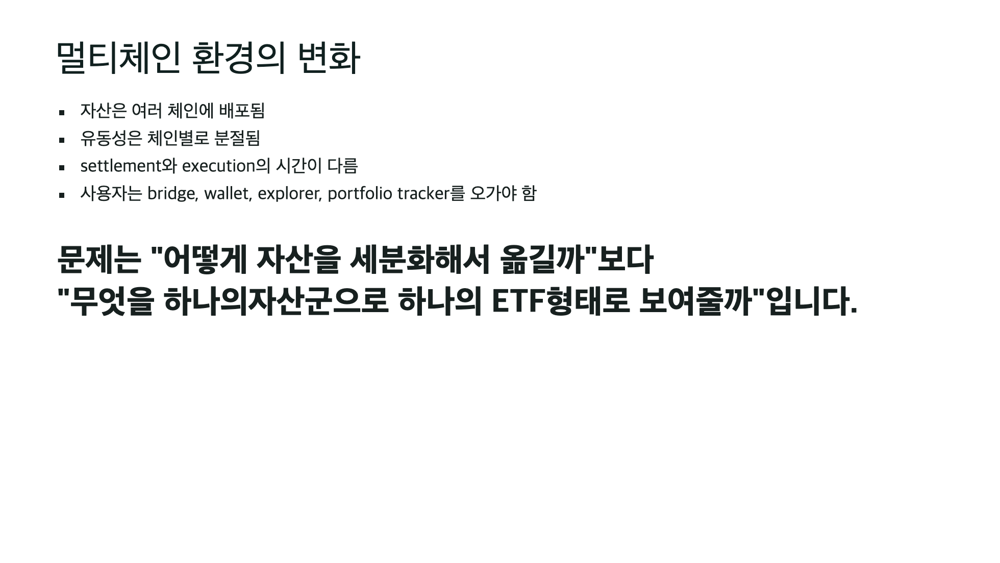 멀티체인 환경의 변화
▪ 자산은 여러 체인에 배포됨
▪ 유동성은 체인별로 분절됨
▪ settlement와 execution의 시간이 다름
▪ 사용자는 bridge, wallet, explorer, portfolio tracker를 오가야 함
문제는 "어떻게 자산을 세분화해서 옮길까"보다
"무엇을 하나의자산군으로 하나의 ETF형태로 보여줄까"입니다.